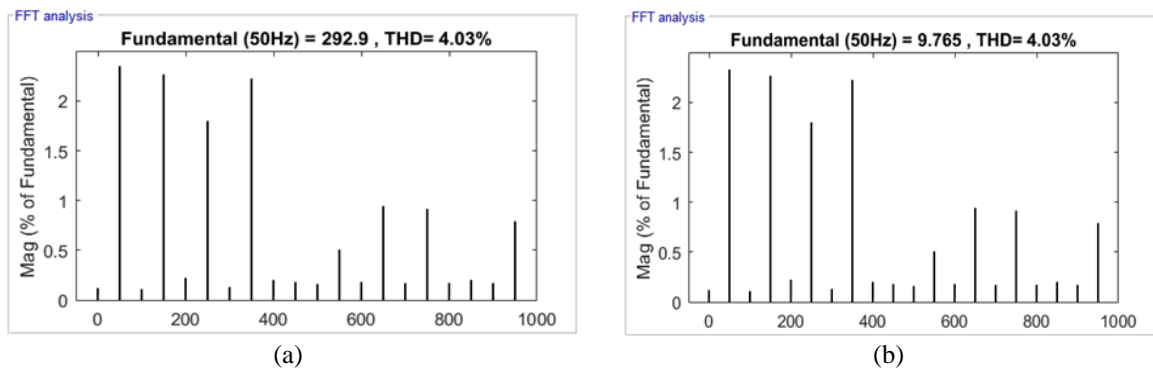 FFT analysis
Fundamental (50Hz) = 292.9 , THD= 4.03%
Mag (% of Fundamental)
2
1.5
1
0.5
0
0 200 400 600 800 1000
(a)
FFT analysis
Fundamental (50Hz) = 9.765 , THD= 4.03%
Mag (% of Fundamental)
2
1.5
1
0.5
0
0 200 400 600 800 1000
(b)